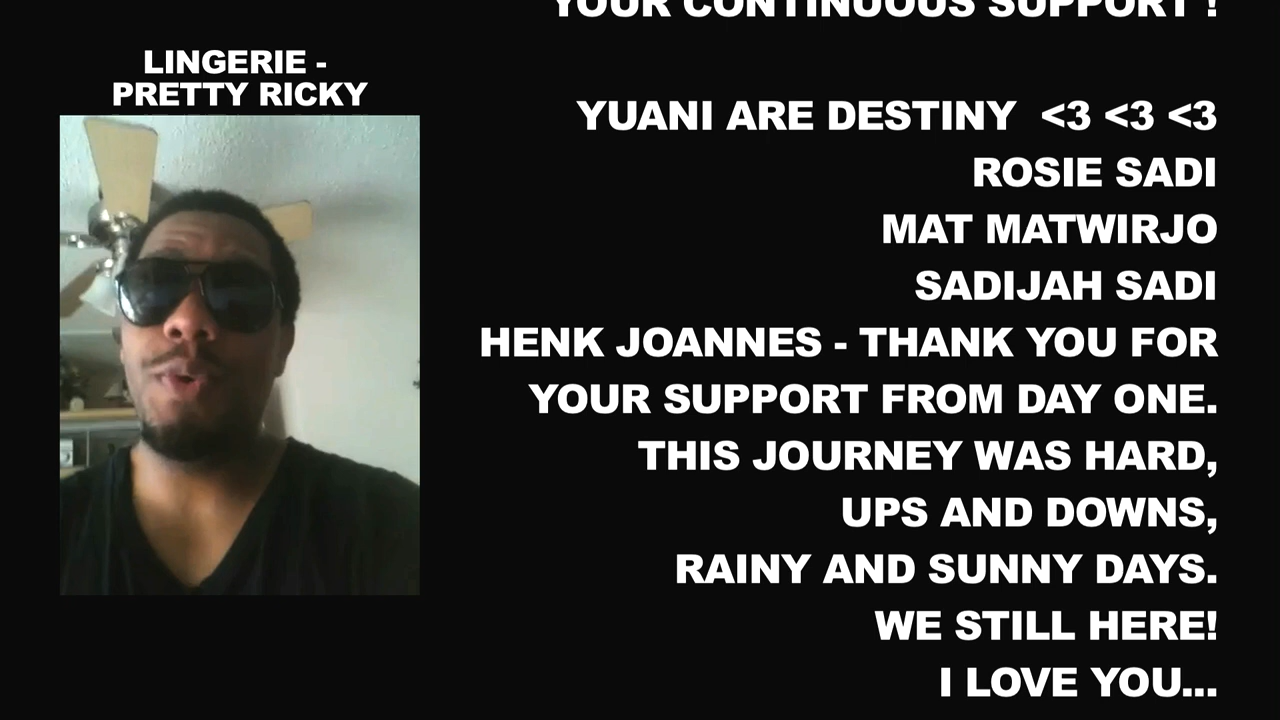 YOUR CONTINUOUS SUPPORT !
LINGERIE -
PRETTY RICKY
YUANI ARE DESTINY <3 <3 <3
ROSIE SADI
MAT MATWIRJO
SADIJAH SADI
HENK JOANNES - THANK YOU FOR
YOUR SUPPORT FROM DAY ONE.
THIS JOURNEY WAS HARD,
UPS AND DOWNS,
RAINY AND SUNNY DAYS.
WE STILL HERE!
I LOVE YOU...